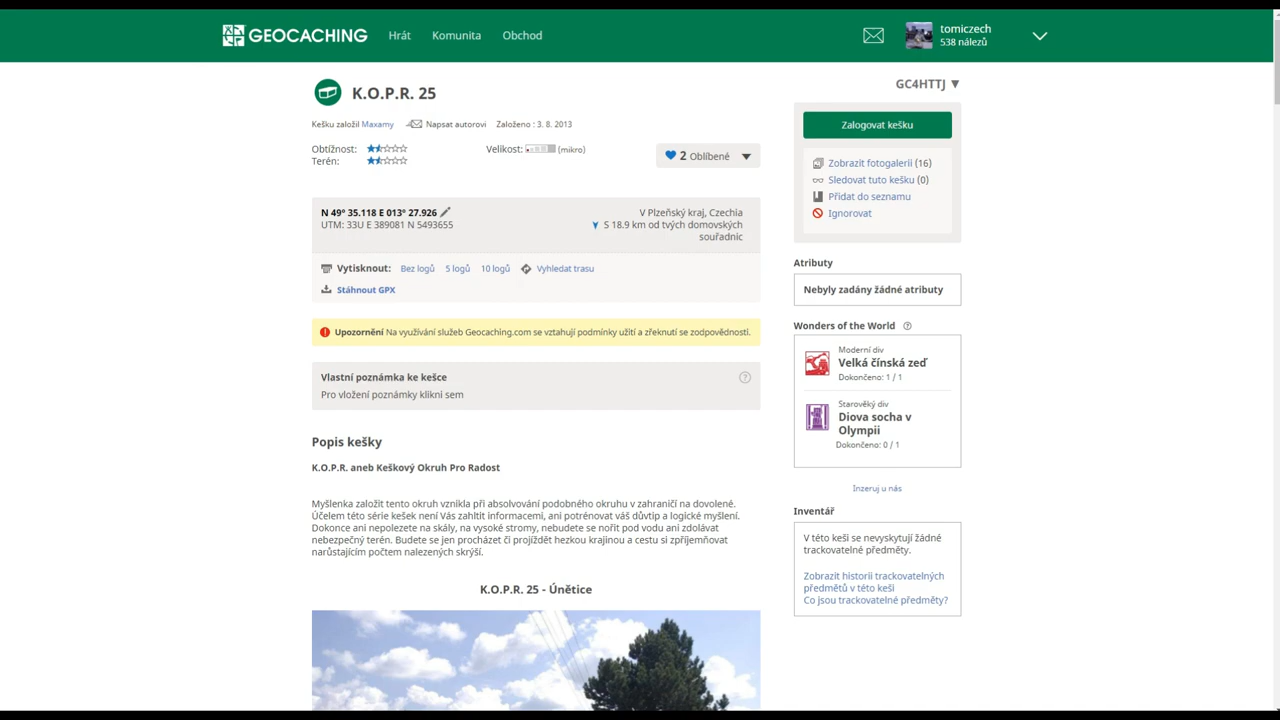 GEOCACHING
Hrát
Komunita
Obchod
tomiczech
538 nálezů
K.O.P.R. 25
GC4HTTJ ▼
Kešku založil Maxamy
Napsat autorovi
Založeno : 3. 8. 2013
Zalogovat kešku
Obtížnost:
Velikost: (mikro)
Terén:
2 Oblíbené
Zobrazit fotogalerii (16)
Sledovat tuto kešku (0)
Přidat do seznamu
Ignorovat
N 49° 35.118 E 013° 27.926
UTM: 33U E 389081 N 5493655
V Plzeňský kraj, Czechia
S 18.9 km od tvých domovských
souřadnic
Vytisknout: Bez logů 5 logů 10 logů Vyhledat trasu
Stáhnout GPX
Atributy
Nebyly zadány žádné atributy
Upozornění Na využívání služeb Geocaching.com se vztahují podmínky užití a zřeknutí se zodpovědnosti.
Wonders of the World
Moderní div
Velká čínská zeď
Dokončeno: 1 / 1
Starověký div
Diova socha v
Olympii
Dokončeno: 0 / 1
Vlastní poznámka ke kešce
Pro vložení poznámky klikni sem
Popis kešky
K.O.P.R. aneb Keškový Okruh Pro Radost
Inzeruj u nás
Myšlenka založit tento okruh vznikla při absolvování podobného okruhu v zahraničí na dovolené.
Účelem této série kešek není Vás zahltit informacemi, ani potrénovat váš důvtip a logické myšlení.
Dokonce ani nepolezete na skály, na vysoké stromy, nebudete se nořit pod vodu ani zdolávat
nebezpečný terén. Budete se jen procházet či projíždět hezkou krajinou a cestu si zpříjemňovat
narůstajícím počtem nalezených skrýší.
Inventář
V této keši se nevyskytují žádné
trackovatelné předměty.
Zobrazit historii trackovatelných
předmětů v této keši
Co jsou trackovatelné předměty?
K.O.P.R. 25 - Únětice